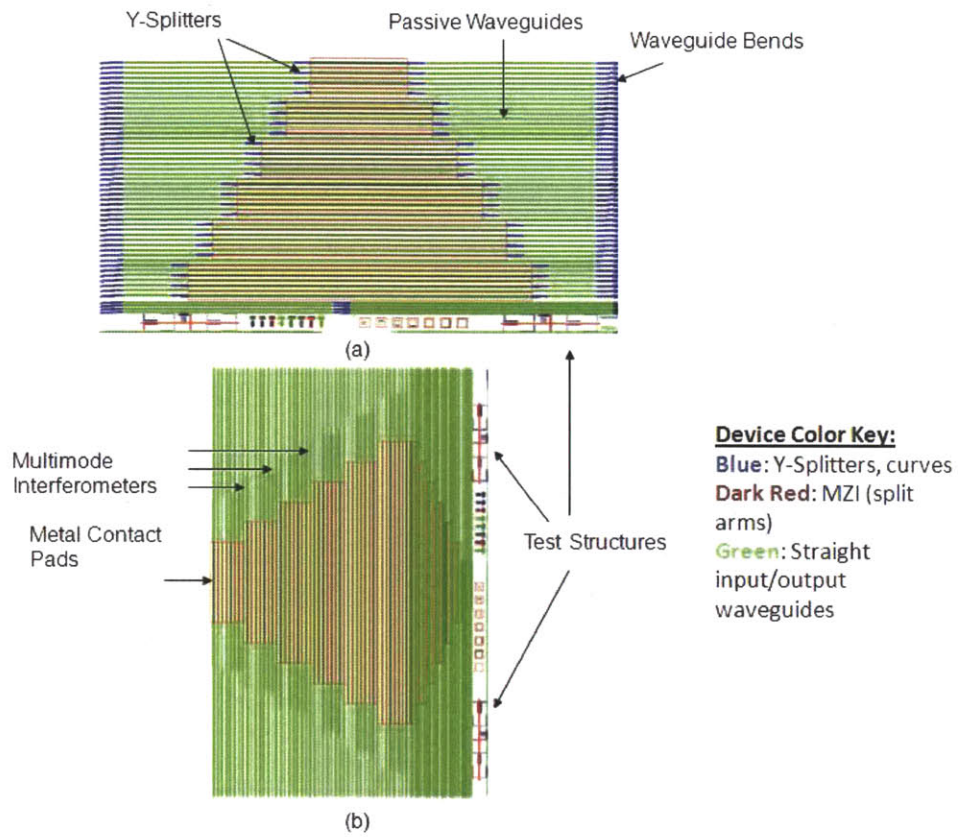 Y-Splitters
Passive Waveguides
Waveguide Bends
(a)
Multimode
Interferometers
Metal Contact
Pads
Test Structures
Device Color Key:
Blue: Y-Splitters, curves
Dark Red: MZI (split
arms)
Green: Straight
input/output
waveguides
(b)